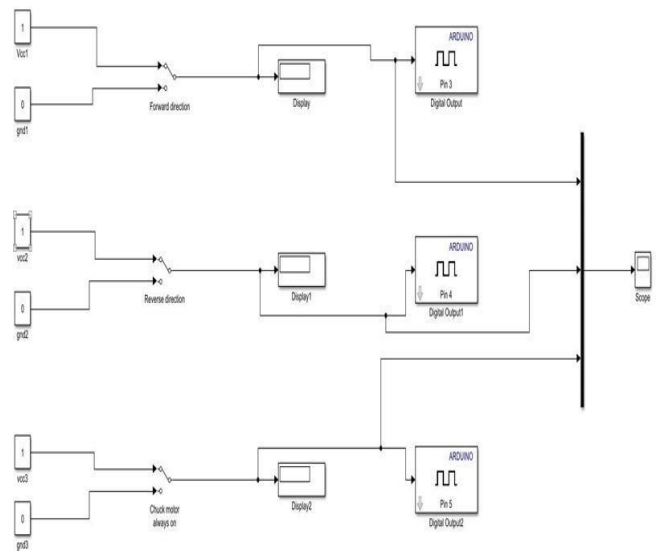 1
Vcc1
0
gnd1
Forward direction
Display
ARDUINO
Pin 3
Digital Output
1
vcc2
0
gnd2
Reverse direction
Display1
ARDUINO
Pin 4
Digital Output1
Scope
1
vcc3
0
gnd3
Chuck motor
always on
Display2
ARDUINO
Pin 5
Digital Output2